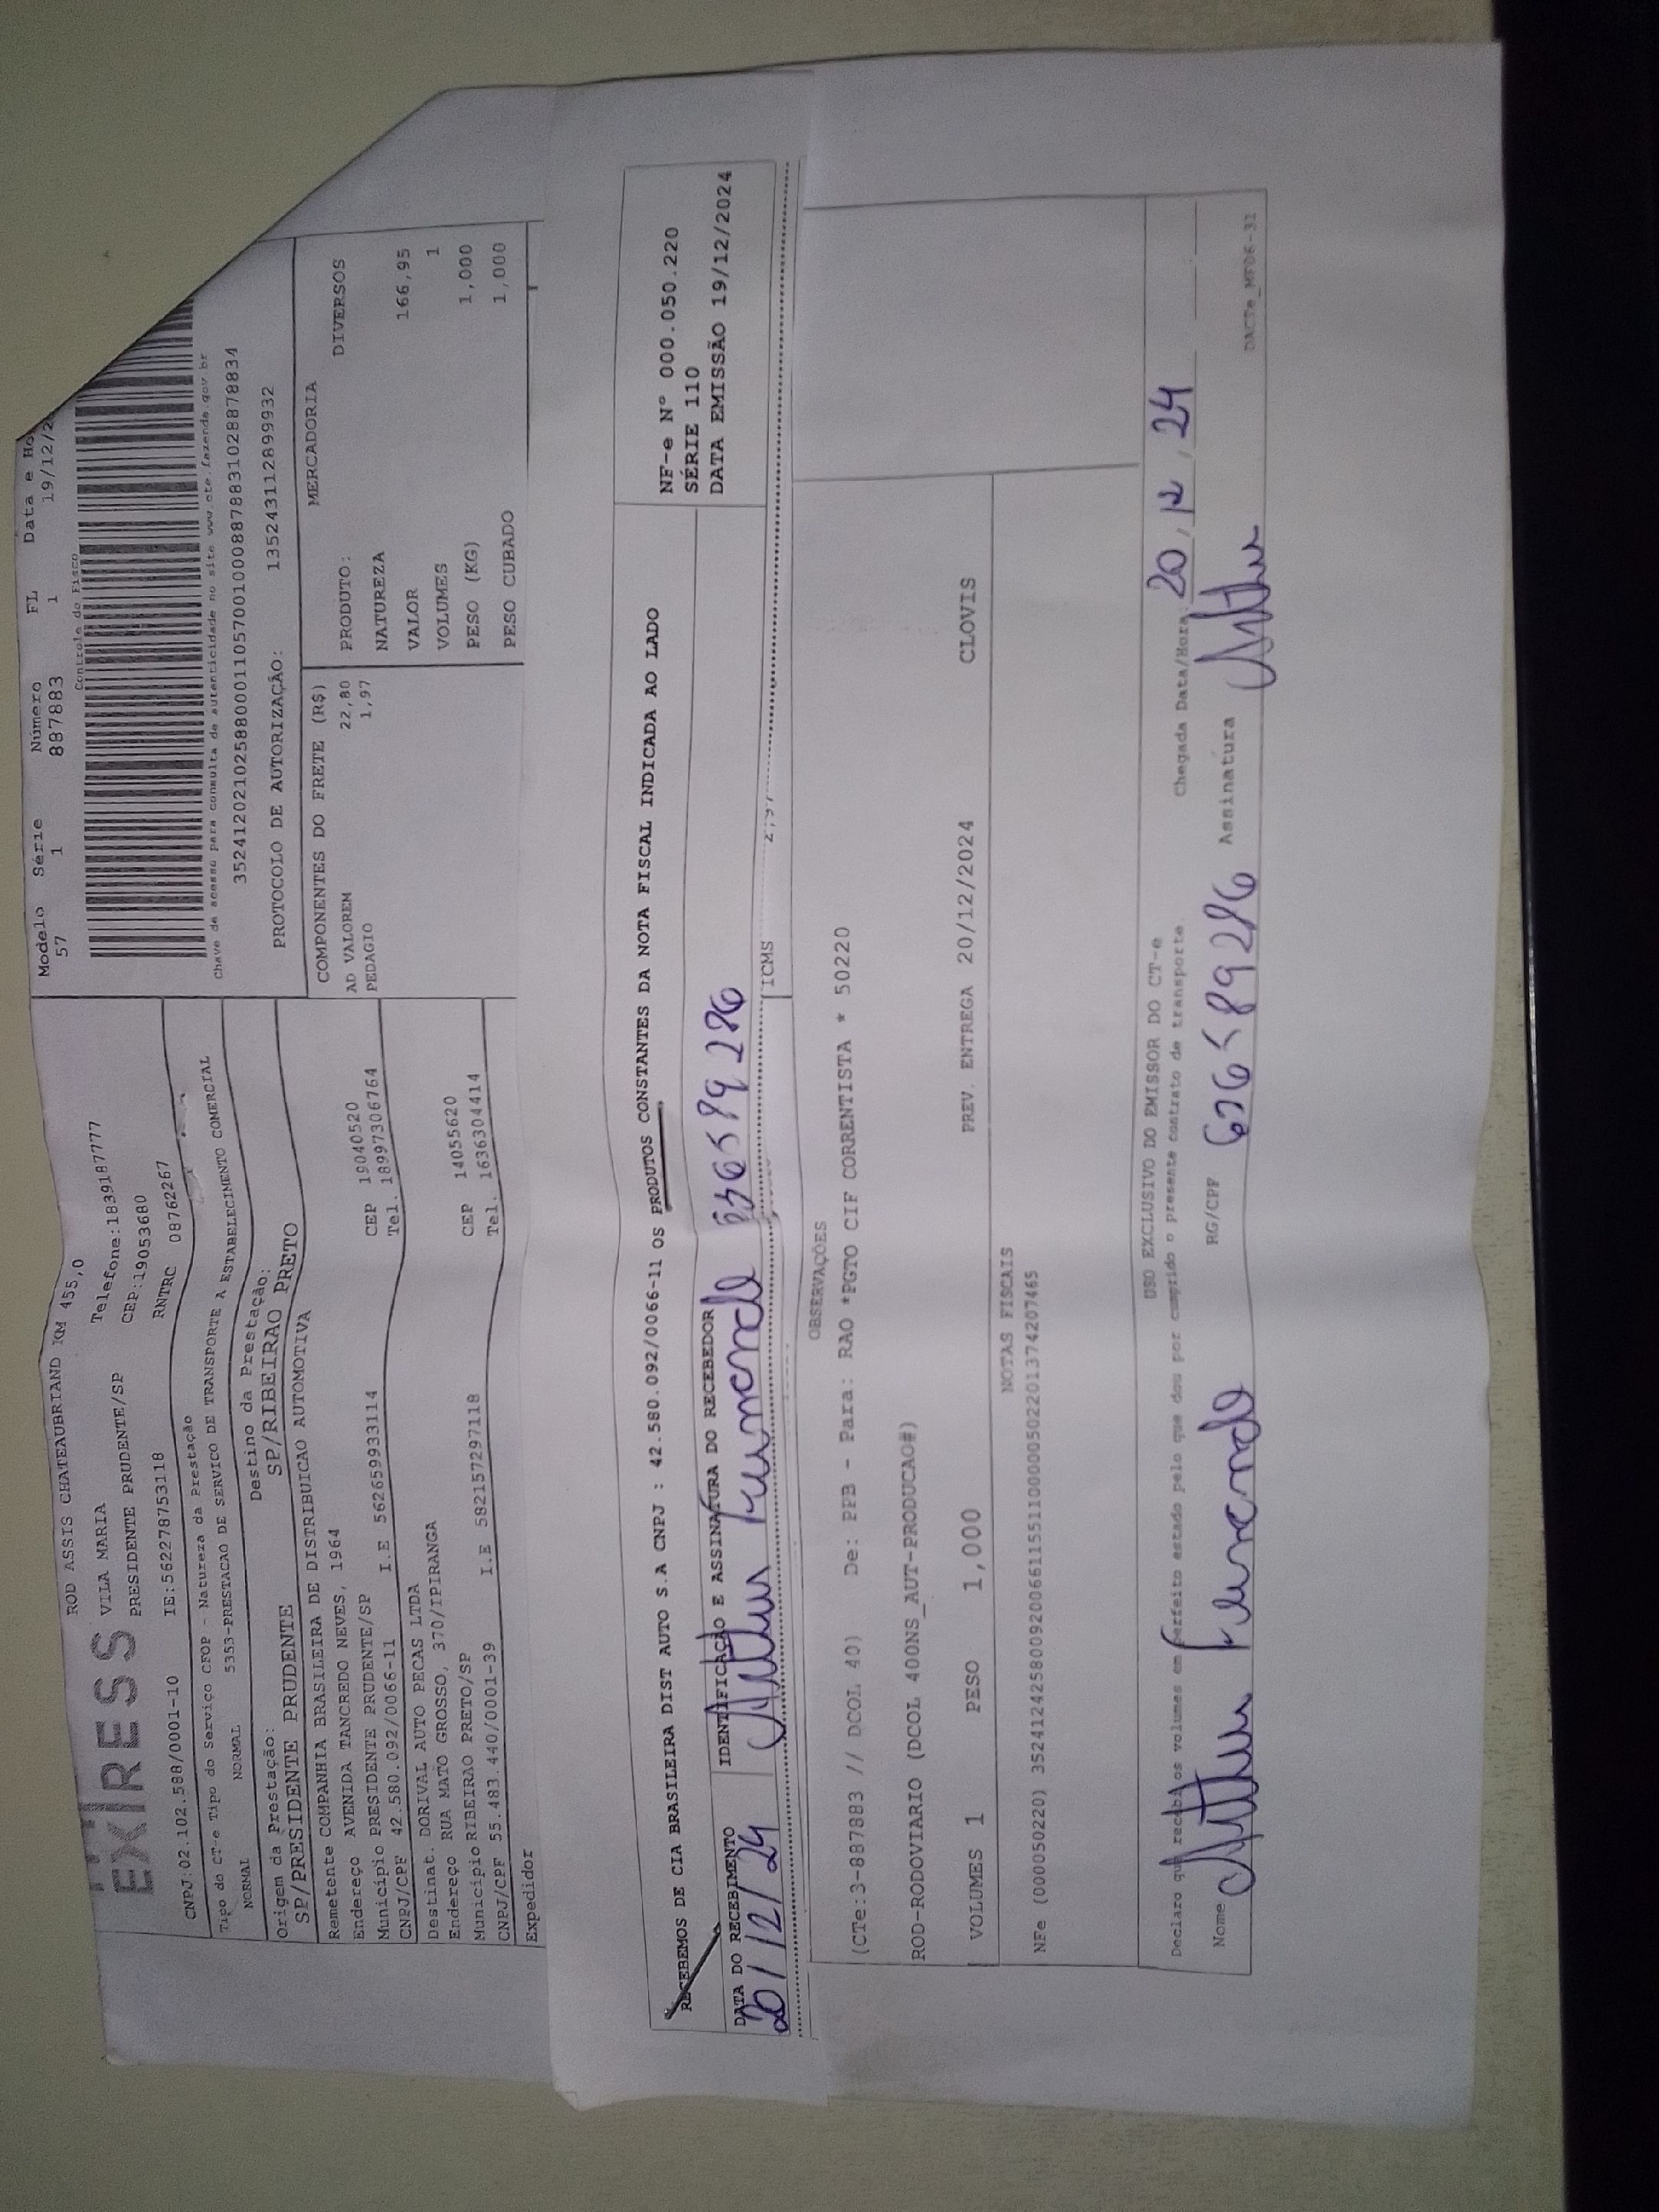 EXPRESS
ROD ASSIS CHATEAUBRIAND KM 455,0
VILA MARIA Telefone:1839187777
PRESIDENTE PRUDENTE/SP CEP:19053680
CNPJ:02.102.588/0001-10 IE:562278753118 RNTRC 08762267
Tipo do CT-e Tipo do Serviço CFOP - Natureza da Prestação
NORMAL NORMAL 5353-PRESTACAO DE SERVICO DE TRANSPORTE A ESTABELECIMENTO COMERCIAL
Origem da Prestação: Destino da Prestação:
SP/PRESIDENTE PRUDENTE SP/RIBEIRAO PRETO
Remetente COMPANHIA BRASILEIRA DE DISTRIBUICAO AUTOMOTIVA
Endereço AVENIDA TANCREDO NEVES, 1964 CEP 19040520
Município PRESIDENTE PRUDENTE/SP Tel. 18997306764
CNPJ/CPF 42.580.092/0066-11 I.E 562659933114
Destinat. DORIVAL AUTO PECAS LTDA
Endereço RUA MATO GROSSO, 370/IPIRANGA CEP 14055620
Município RIBEIRAO PRETO/SP Tel. 1636304414
CNPJ/CPF 55.483.440/0001-39 I.E 582157297118
Expedidor
Modelo Série Número FL Data e Ho
57 1 887883 1 19/12/2
Controle do Fisco
Chave de acesso para consulta de autenticidade no site www.cte.fazenda.gov.br
35241202102588000110570010008878831028878834
PROTOCOLO DE AUTORIZAÇÃO: 135243112899932
COMPONENTES DO FRETE (R$)
AD VALOREM 22,80
PEDAGIO 1,97
MERCADORIA
PRODUTO: DIVERSOS
NATUREZA
VALOR 166,95
VOLUMES 1
PESO (KG) 1,000
PESO CUBADO 1,000
RECEBEMOS DE CIA BRASILEIRA DIST AUTO S.A CNPJ : 42.580.092/0066-11 OS PRODUTOS CONSTANTES DA NOTA FISCAL INDICADA AO LADO
DATA DO RECEBIMENTO IDENTIFICAÇÃO E ASSINATURA DO RECEBEDOR
20/12/24
NF-e Nº 000.050.220
SÉRIE 110
DATA EMISSÃO 19/12/2024
ICMS
OBSERVAÇÕES
(CTe:3-887883 // DCOL 40) De: PPB - Para: RAO *PGTO CIF CORRENTISTA * 50220
ROD-RODOVIARIO (DCOL 400NS_AUT-PRODUCAO#)
VOLUMES 1 PESO 1,000 PREV. ENTREGA 20/12/2024 CLOVIS
NOTAS FISCAIS
NFe (000050220) 35241242580092006611551100000502201374207465
USO EXCLUSIVO DO EMISSOR DO CT-e
Declaro que recebi os volumes em perfeito estado pelo que dou por cumprido o presente contrato de transporte. Chegada Data/Hora: 20/12/24
Nome RG/CPF Assinatura
DACTe_MFD6-31